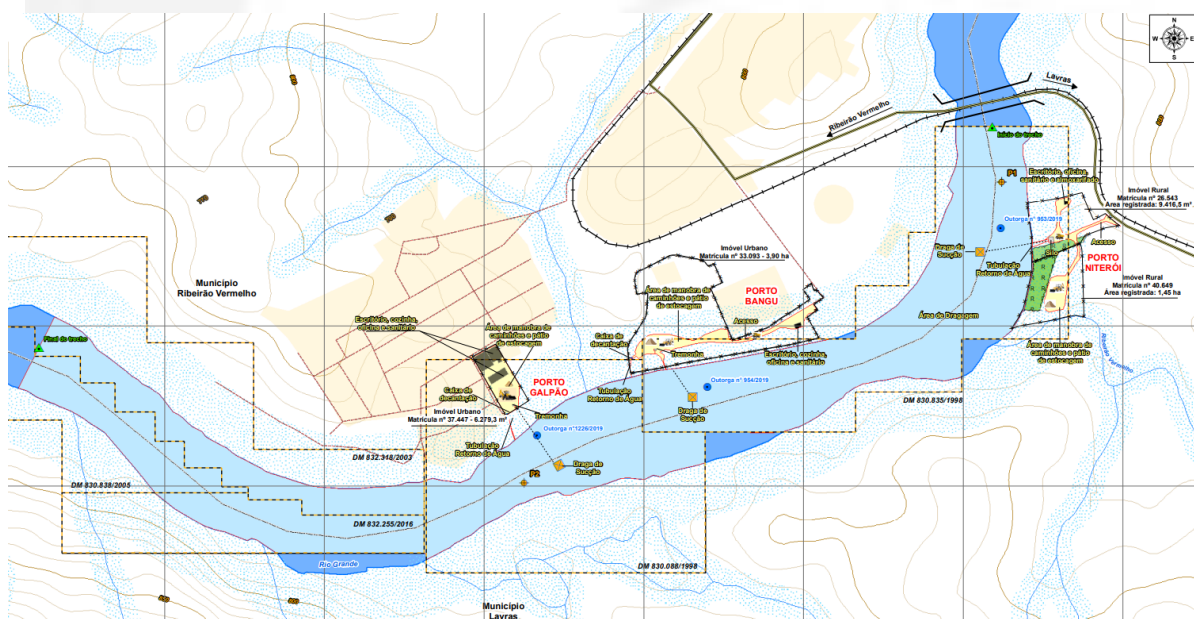 N
W
E
S
Lavras
Ribeirão Vermelho
Início do trecho
P1
Escritório, oficina,
sanitário e almoxarifado
Imóvel Rural
Matrícula nº 26.543
Área registrada: 9.416,5 m²
Outorga nº 953/2019
Draga de
Sucção
Acesso
Tubulação
Retorno de Água
PORTO
NITERÓI
Imóvel Rural
Matrícula nº 40.649
Área registrada: 1,45 ha
Imóvel Urbano
Matrícula nº 33.093 - 3,90 ha
Município
Ribeirão Vermelho
Área de manobra de
caminhões e pátio
de estocagem
PORTO
BANGU
Área de Dragagem
Acesso
Escritório, cozinha,
oficina e sanitário
Área de manobra de
caminhões e pátio
de estocagem
Caixa de
decantação
Tremonha
Escritório, cozinha,
oficina e sanitário
Área de manobra de
caminhões e pátio
de estocagem
Ribeirão Vermelho
Final do trecho
PORTO
GALPÃO
Outorga nº 954/2019
Tubulação
Retorno de Água
Caixa de
decantação
Draga de
Sucção
DM 830.835/1998
Imóvel Urbano
Matrícula nº 37.447 - 6.279,3 m²
Tremonha
Outorga nº1226/2019
Tubulação
Retorno de Água
DM 832.318/2003
Draga de
Sucção
P2
DM 830.838/2005
DM 832.255/2016
Rio Grande
DM 830.088/1998
Município
Lavras